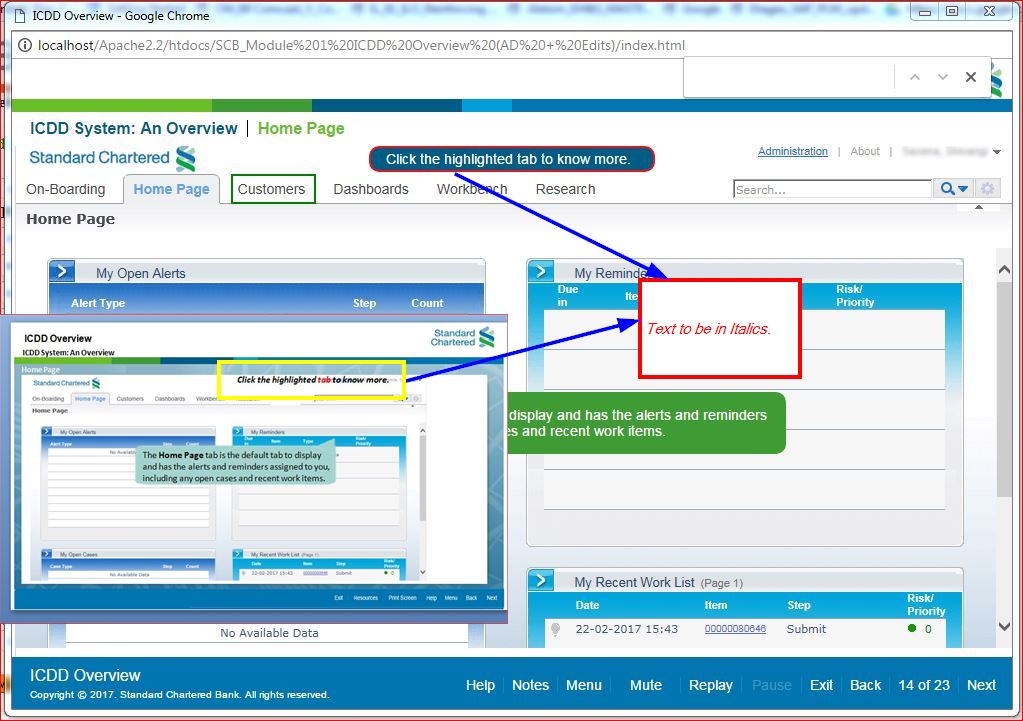 ICDD Overview - Google Chrome
localhost/Apache2.2/htdocs/SCB_Module%201%20ICDD%20Overview%20(AD%20+%20Edits)/index.html
ICDD System: An Overview | Home Page
Standard Chartered
Click the highlighted tab to know more.
Administration | About |
On-Boarding Home Page Customers Dashboards Workbench Research
Search...
Home Page
My Open Alerts
Alert Type Step Count
My Reminde
Due in Ite Risk/ Priority
Text to be in Italics.
ICDD Overview
Standard Chartered
ICDD System: An Overview
Home Page
Standard Chartered
Click the highlighted tab to know more.
On-Boarding Home Page Customers Dashboards
Home Page
My Open Alerts
Alert Type Step Count
No Availab
My Reminders
Due in Item Type Risk/ Priority
The Home Page tab is the default tab to display
and has the alerts and reminders assigned to you,
including any open cases and recent work items.
My Open Cases
Case Type Step Count
No Available Data
My Recent Work List (Page 1)
Date Item Step Risk/ Priority
22-02-2017 15:43 00000080646 Submit 0
Exit Resources Print Screen Help Menu Back Next
display and has the alerts and reminders
es and recent work items.
No Available Data
My Recent Work List (Page 1)
Date Item Step Risk/ Priority
22-02-2017 15:43 00000080646 Submit 0
ICDD Overview
Copyright © 2017. Standard Chartered Bank. All rights reserved.
Help Notes Menu Mute Replay Pause Exit Back 14 of 23 Next